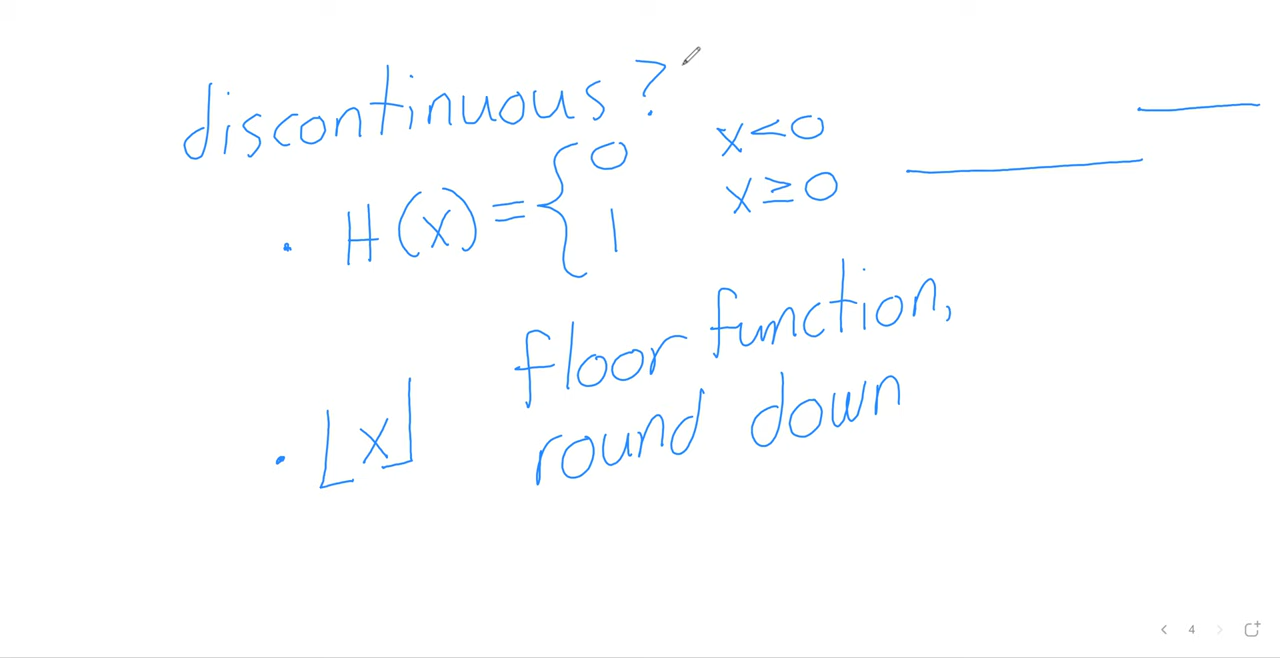 discontinuous?
• H(x) = { 0 x < 0
1 x ≥ 0
• ⌊x⌋ floor function,
round down
4